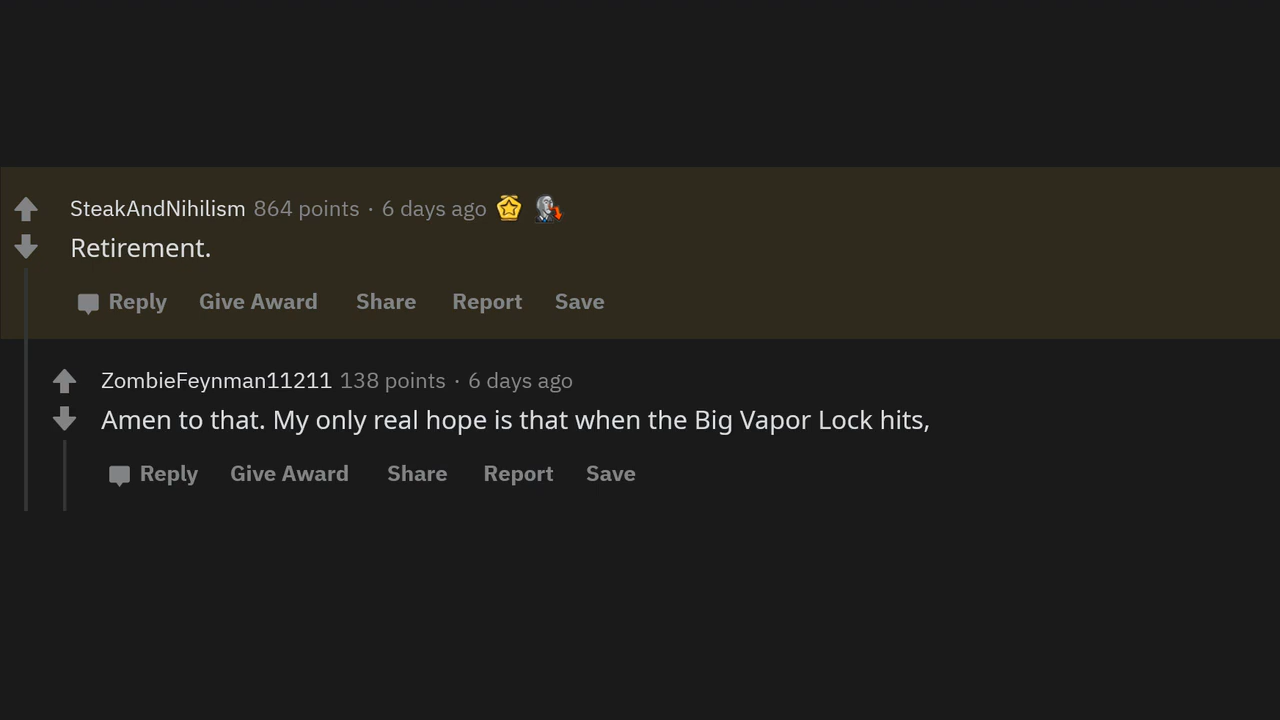 SteakAndNihilism 864 points · 6 days ago
Retirement.
Reply Give Award Share Report Save
ZombieFeynman11211 138 points · 6 days ago
Amen to that. My only real hope is that when the Big Vapor Lock hits,
Reply Give Award Share Report Save